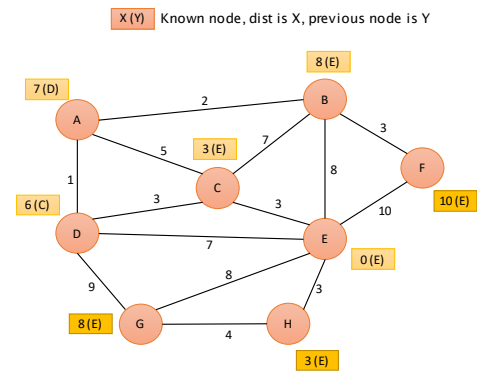 X (Y) Known node, dist is X, previous node is Y
8 (E)
7 (D)
B
2
A
3
7
5
3 (E)
F
8
C
1
10 (E)
3
3
10
6 (C)
D
E
7
0 (E)
8
9
3
8 (E)
G
H
4
3 (E)